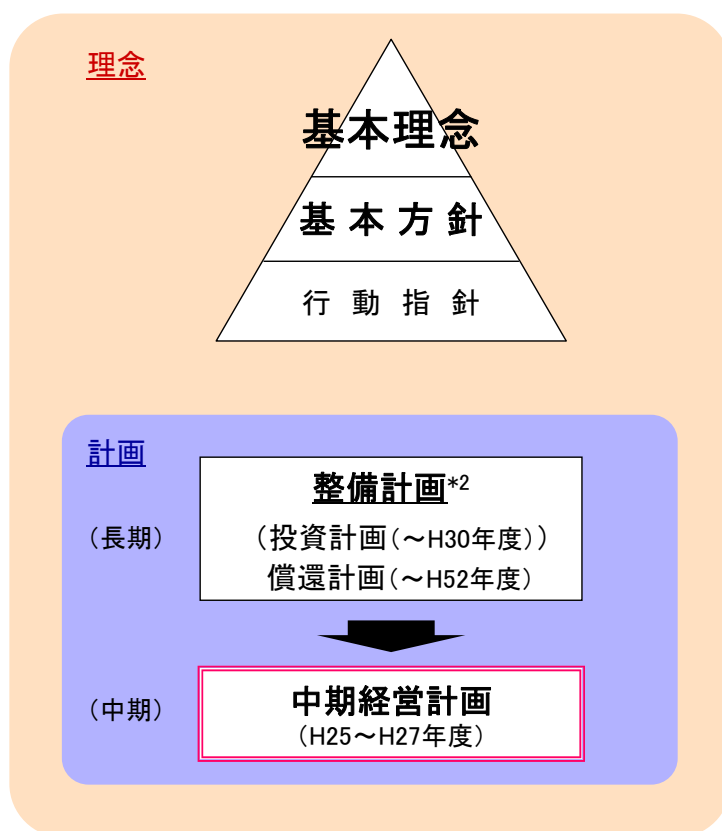 理念
基本理念
基本方針
行動指針
計画
整備計画*2
（長期）
（投資計画（～H30年度））
償還計画（～H52年度）
中期経営計画
（中期）
（H25～H27年度）